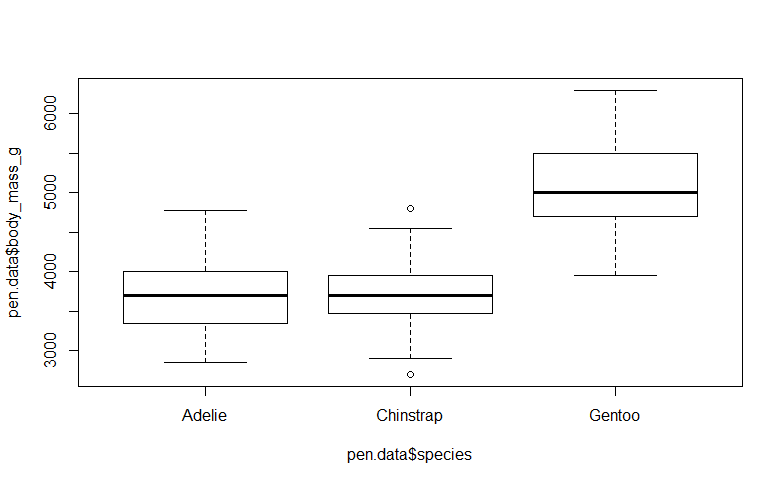 pen.data$body_mass_g
6000
5000
4000
3000
Adelie Chinstrap Gentoo
pen.data$species